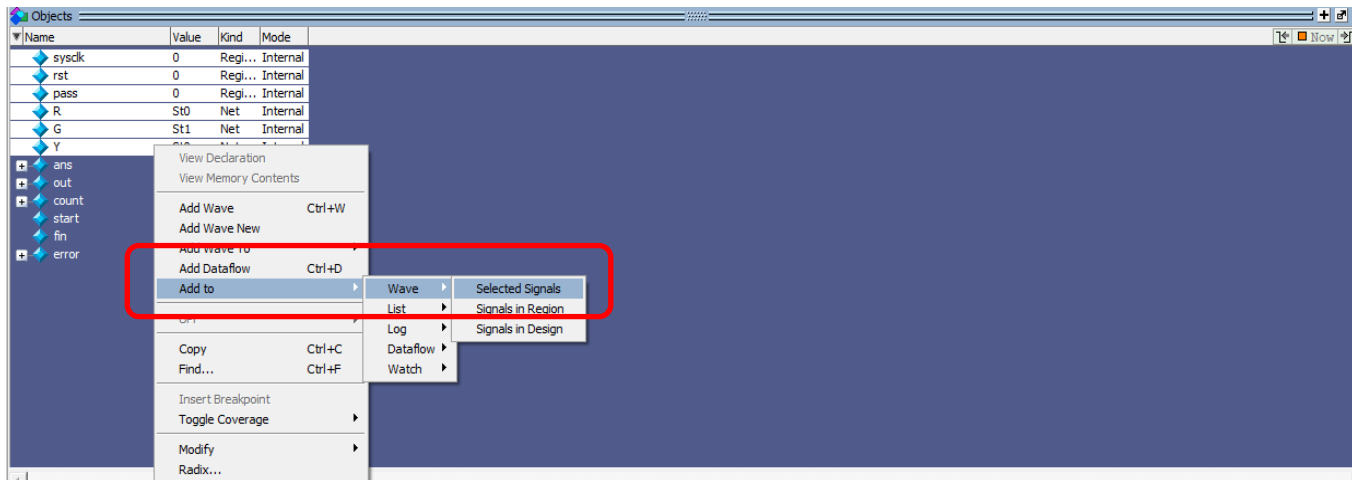 Objects
Name Value Kind Mode Now
sysclk 0 Regi... Internal
rst 0 Regi... Internal
pass 0 Regi... Internal
R St0 Net Internal
G St1 Net Internal
Y
ans
out
count
start
fin
error
View Declaration
View Memory Contents
Add Wave Ctrl+W
Add Wave New
Add Wave To
Add Dataflow Ctrl+D
Add to
Copy Ctrl+C
Find... Ctrl+F
Insert Breakpoint
Toggle Coverage
Modify
Radix...
Wave
List
Log
Dataflow
Watch
Selected Signals
Signals in Region
Signals in Design